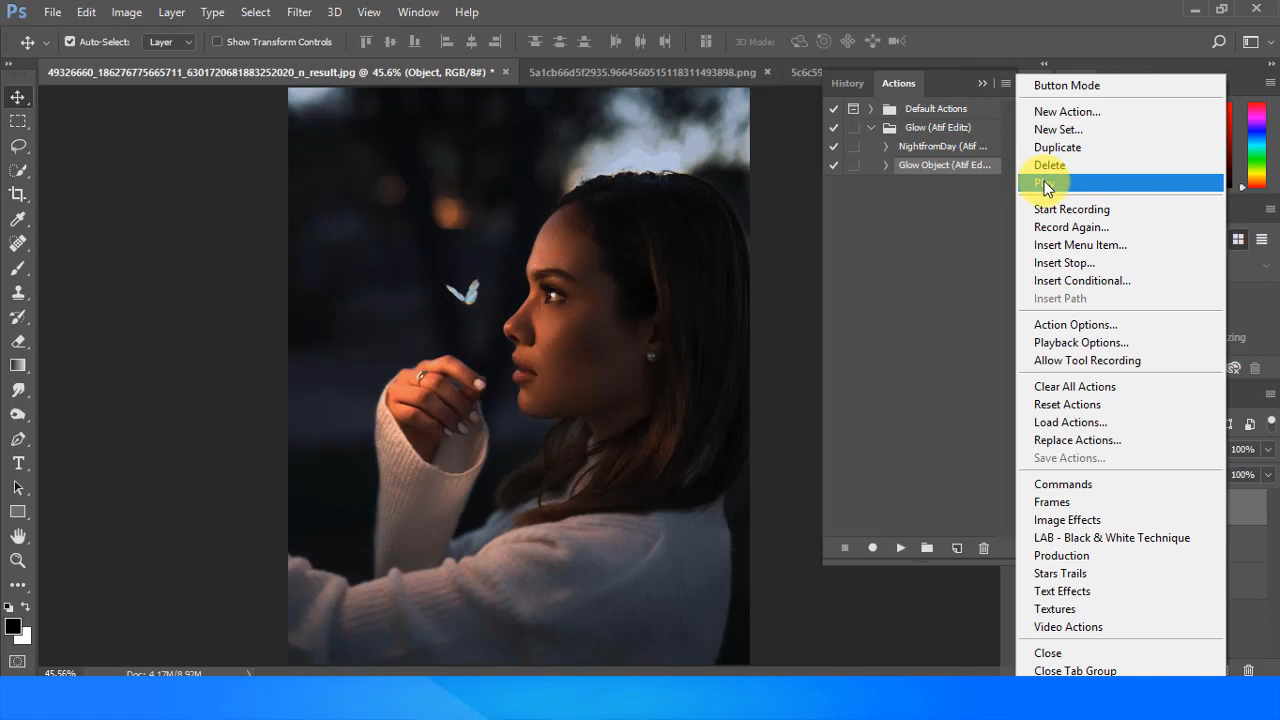 Ps File Edit Image Layer Type Select Filter 3D View Window Help
Auto-Select: Layer Show Transform Controls 3D Mode:
49326660_186276775665711_6301720681883252020_n_result.jpg @ 45.6% (Object, RGB/8#) * × 5a1cb66d5f2935.9664560515118311493898.png × 5c6c59
History Actions
Default Actions
Glow (Atif Editz)
NightfromDay (Atif ...
Glow Object (Atif Ed...
Button Mode
New Action...
New Set...
Duplicate
Delete
Play
Start Recording
Record Again...
Insert Menu Item...
Insert Stop...
Insert Conditional...
Insert Path
Action Options...
Playback Options...
Allow Tool Recording
Clear All Actions
Reset Actions
Load Actions...
Replace Actions...
Save Actions...
Commands
Frames
Image Effects
LAB - Black & White Technique
Production
Stars Trails
Text Effects
Textures
Video Actions
Close
Close Tab Group
100%
100%
45.56% Doc: 4.17M/8.92M